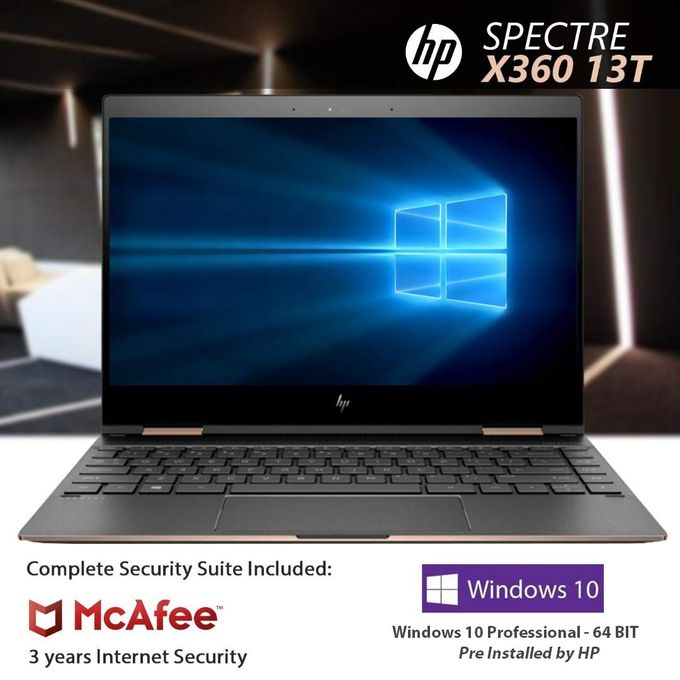 hp
SPECTRE
X360 13T
hp
Complete Security Suite Included:
McAfee™
3 years Internet Security
Windows 10
Windows 10 Professional - 64 BIT
Pre Installed by HP